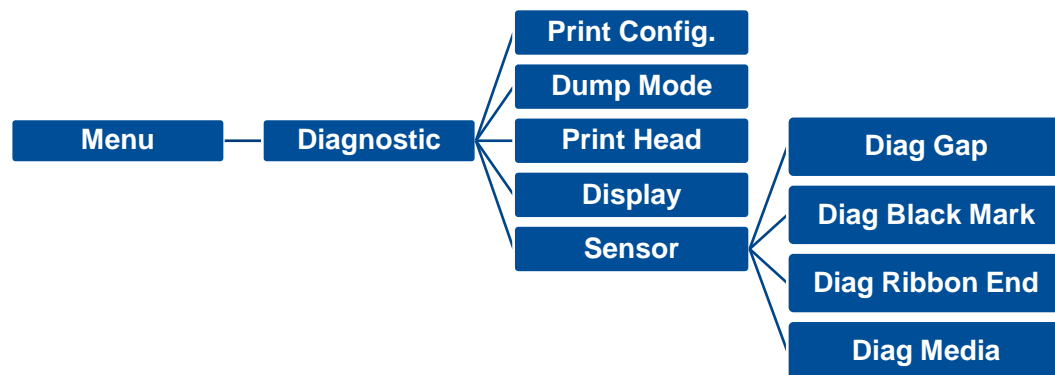 Print Config.
Dump Mode
Menu
Diagnostic
Print Head
Diag Gap
Display
Diag Black Mark
Sensor
Diag Ribbon End
Diag Media